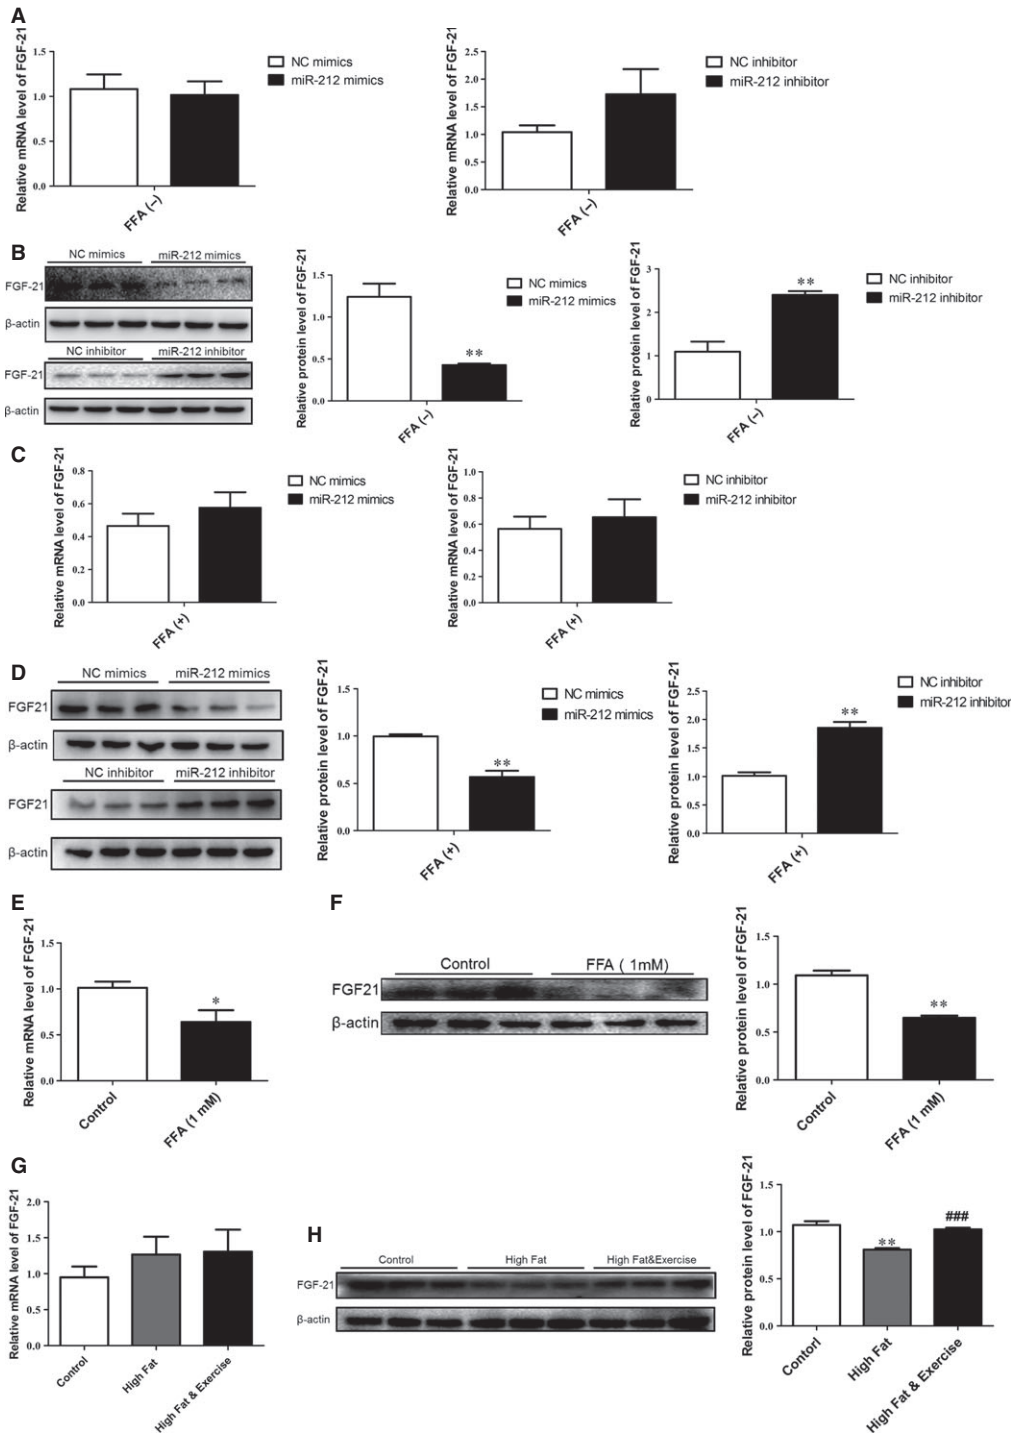 A
Relative mRNA level of FGF-21
1.5
1.0
0.5
0.0
FFA (–)
NC mimics
miR-212 mimics
Relative mRNA level of FGF-21
2.5
2.0
1.5
1.0
0.5
0.0
FFA (–)
NC inhibitor
miR-212 inhibitor
B
NC mimics miR-212 mimics
FGF-21
β-actin
NC inhibitor miR-212 inhibitor
FGF-21
β-actin
Relative protein level of FGF-21
1.5
1.0
0.5
0.0
**
FFA (–)
NC mimics
miR-212 mimics
Relative protein level of FGF-21
3
2
1
0
**
FFA (–)
NC inhibitor
miR-212 inhibitor
C
Relative mRNA level of FGF-21
0.8
0.6
0.4
0.2
0.0
FFA (+)
NC mimics
miR-212 mimics
Relative mRNA level of FGF-21
1.0
0.8
0.6
0.4
0.2
0.0
FFA (+)
NC inhibitor
miR-212 inhibitor
D
NC mimics miR-212 mimics
FGF21
β-actin
NC inhibitor miR-212 inhibitor
FGF21
β-actin
Relative protein level of FGF-21
1.5
1.0
0.5
0.0
**
FFA (+)
NC mimics
miR-212 mimics
Relative protein level of FGF-21
2.5
2.0
1.5
1.0
0.5
0.0
**
FFA (+)
NC inhibitor
miR-212 inhibitor
E
Relative mRNA level of FGF-21
1.5
1.0
0.5
0.0
*
Control
FFA (1 mM)
F
Control FFA ( 1mM)
FGF21
β-actin
Relative protein level of FGF-21
1.5
1.0
0.5
0.0
**
Control
FFA (1 mM)
G
Relative mRNA level of FGF-21
2.0
1.5
1.0
0.5
0.0
Control
High Fat
High Fat & Exercise
H
Control High Fat High Fat&Exercise
FGF-21
β-actin
Relative protein level of FGF-21
1.5
1.0
0.5
0.0
**
###
Contorl
High Fat
High Fat & Exercise